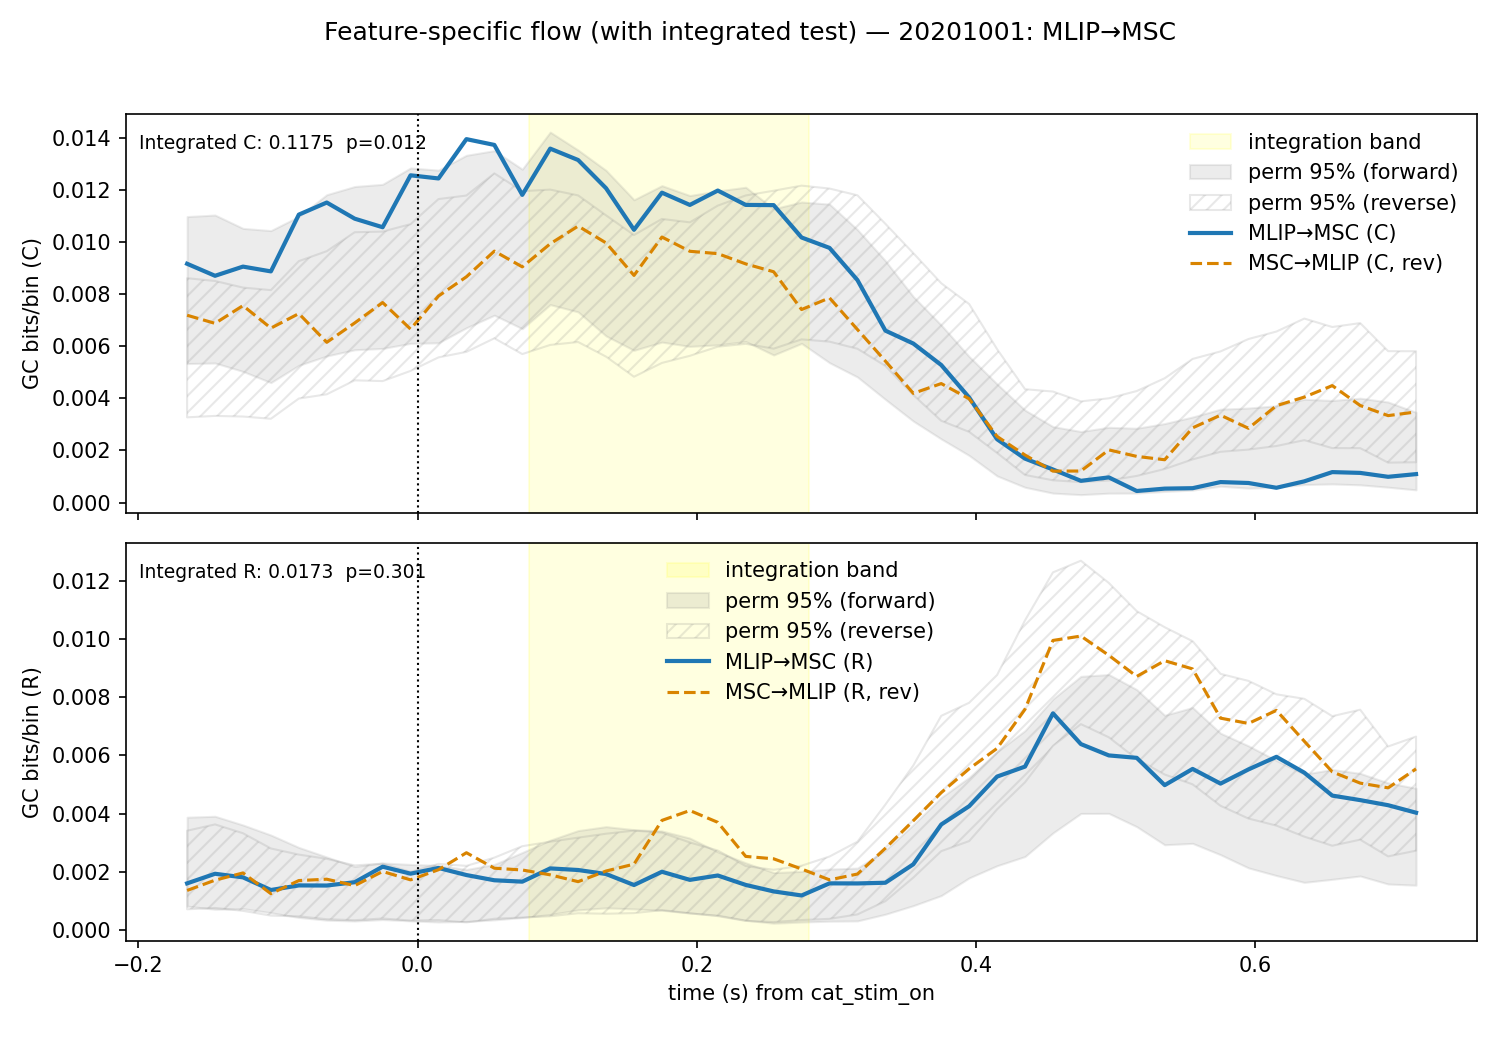 Feature-specific flow (with integrated test) — 20201001: MLIP→MSC
GC bits/bin (C)
0.014
0.012
0.010
0.008
0.006
0.004
0.002
0.000
Integrated C: 0.1175  p=0.012
integration band
perm 95% (forward)
perm 95% (reverse)
MLIP→MSC (C)
MSC→MLIP (C, rev)
GC bits/bin (R)
0.012
0.010
0.008
0.006
0.004
0.002
0.000
Integrated R: 0.0173  p=0.301
integration band
perm 95% (forward)
perm 95% (reverse)
MLIP→MSC (R)
MSC→MLIP (R, rev)
−0.2 0.0 0.2 0.4 0.6
time (s) from cat_stim_on